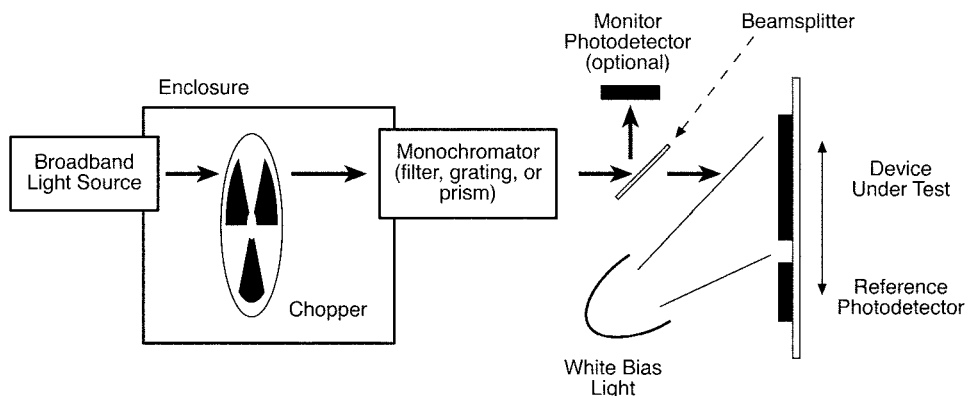 Enclosure
Broadband
Light Source
Chopper
Monochromator
(filter, grating, or
prism)
Monitor
Photodetector
(optional)
Beamsplitter
White Bias
Light
Device
Under Test
Reference
Photodetector